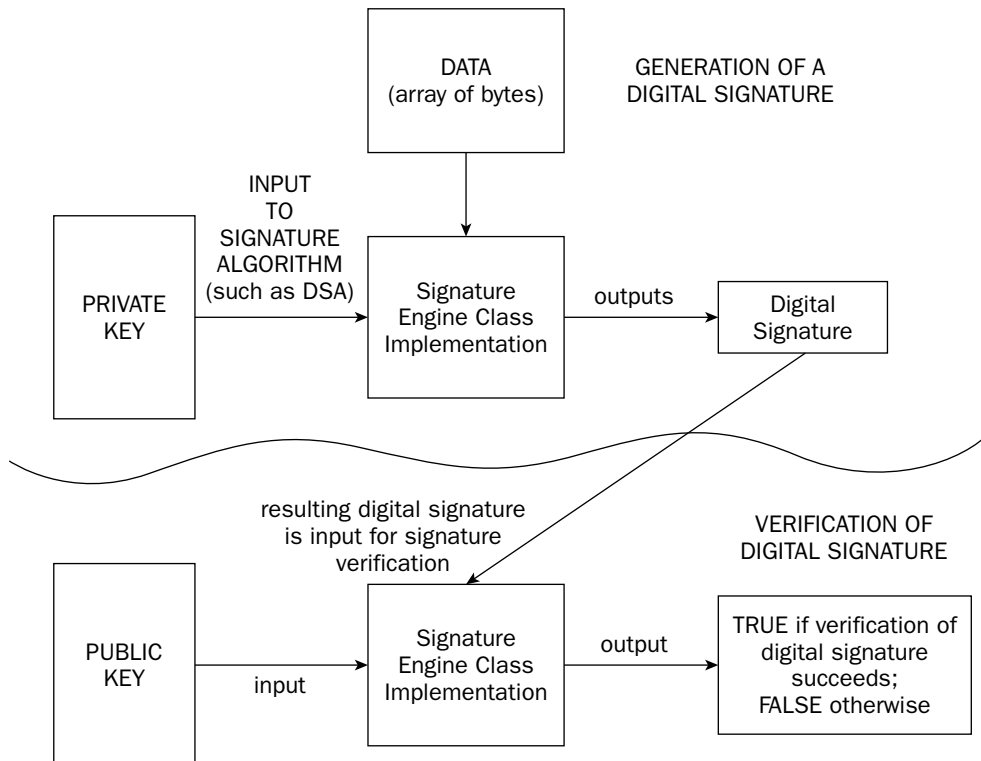 DATA
(array of bytes)
GENERATION OF A
DIGITAL SIGNATURE
INPUT
TO
SIGNATURE
ALGORITHM
(such as DSA)
PRIVATE
KEY
Signature
Engine Class
Implementation
outputs
Digital
Signature
resulting digital signature
is input for signature
verification
VERIFICATION OF
DIGITAL SIGNATURE
PUBLIC
KEY
input
Signature
Engine Class
Implementation
output
TRUE if verification of
digital signature
succeeds;
FALSE otherwise